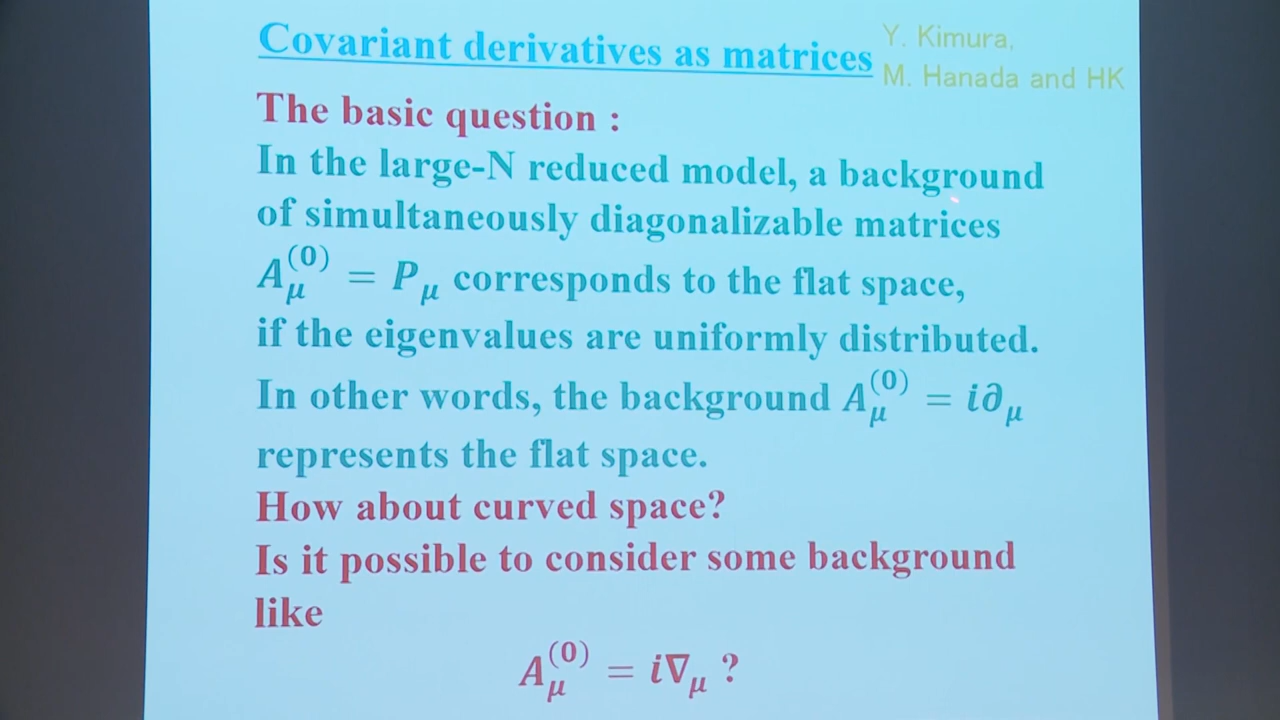 Covariant derivatives as matrices
Y. Kimura,
M. Hanada and HK
The basic question :
In the large-N reduced model, a background
of simultaneously diagonalizable matrices
A_μ^(0) = P_μ corresponds to the flat space,
if the eigenvalues are uniformly distributed.
In other words, the background A_μ^(0) = i∂_μ
represents the flat space.
How about curved space?
Is it possible to consider some background
like
A_μ^(0) = i∇_μ ?